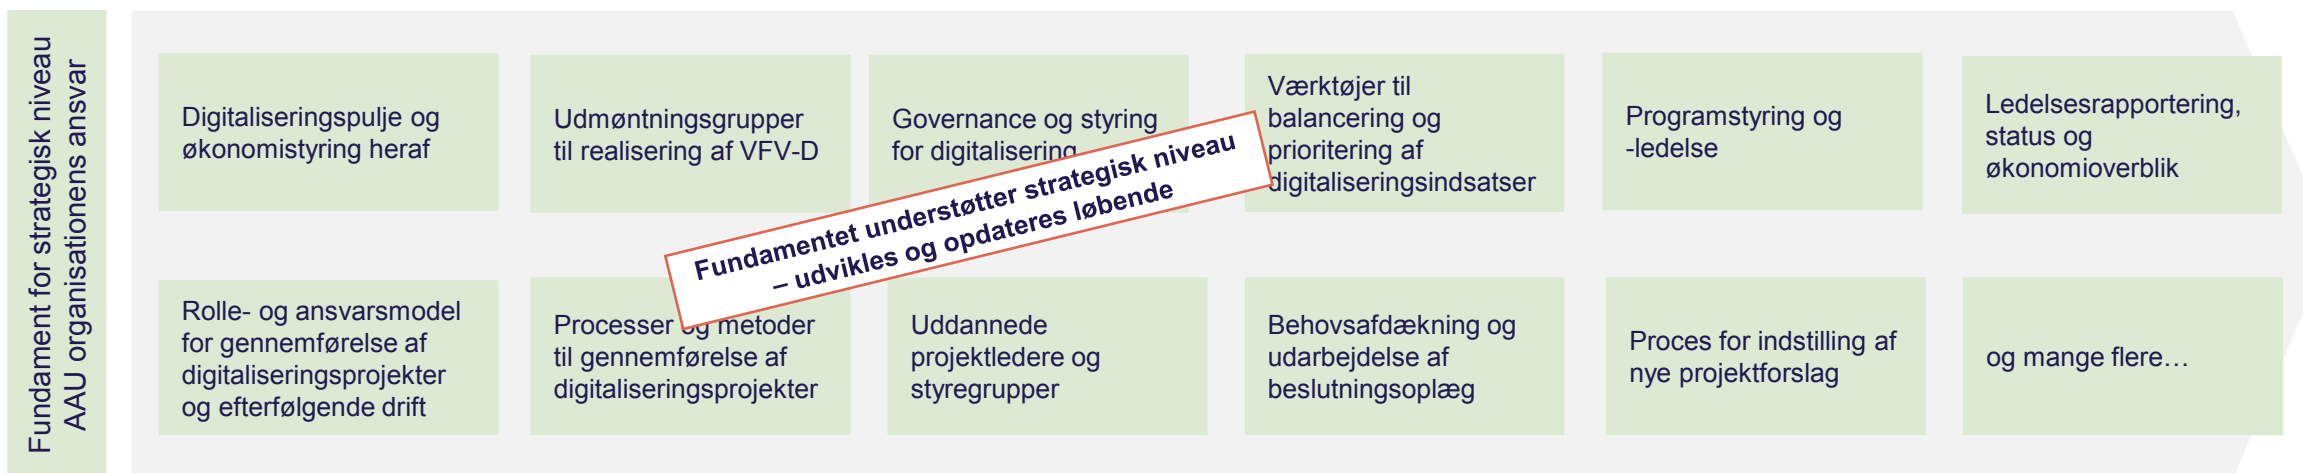 Fundament for strategisk niveau
AAU organisationens ansvar
Digitaliseringspulje og
økonomistyring heraf
Udmøntningsgrupper
til realisering af VFV-D
Governance og styring
for digitalisering
Værktøjer til
balancering og
prioritering af
digitaliseringsindsatser
Programstyring og
-ledelse
Ledelsesrapportering,
status og
økonomioverblik
Fundamentet understøtter strategisk niveau
– udvikles og opdateres løbende
Rolle- og ansvarsmodel
for gennemførelse af
digitaliseringsprojekter
og efterfølgende drift
Processer og metoder
til gennemførelse af
digitaliseringsprojekter
Uddannede
projektledere og
styregrupper
Behovsafdækning og
udarbejdelse af
beslutningsoplæg
Proces for indstilling af
nye projektforslag
og mange flere…